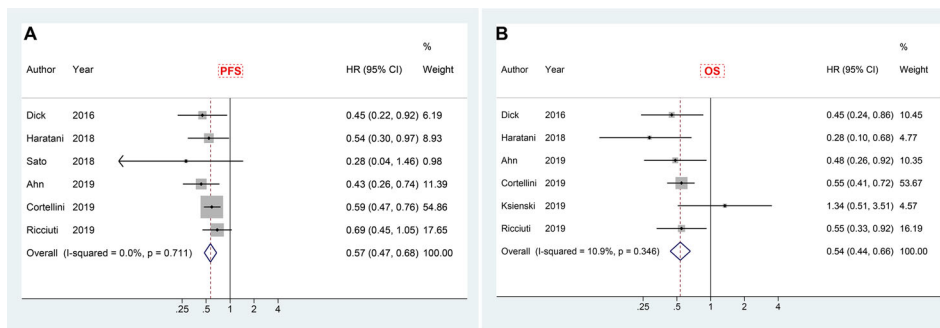 A
%
Author Year PFS HR (95% CI) Weight
Dick 2016 0.45 (0.22, 0.92) 6.19
Haratani 2018 0.54 (0.30, 0.97) 8.93
Sato 2018 0.28 (0.04, 1.46) 0.98
Ahn 2019 0.43 (0.26, 0.74) 11.39
Cortellini 2019 0.59 (0.47, 0.76) 54.86
Ricciuti 2019 0.69 (0.45, 1.05) 17.65
Overall (I-squared = 0.0%, p = 0.711) 0.57 (0.47, 0.68) 100.00
.25 .5 1 2 4
B
%
Author Year OS HR (95% CI) Weight
Dick 2016 0.45 (0.24, 0.86) 10.45
Haratani 2018 0.28 (0.10, 0.68) 4.77
Ahn 2019 0.48 (0.26, 0.92) 10.35
Cortellini 2019 0.55 (0.41, 0.72) 53.67
Ksienski 2019 1.34 (0.51, 3.51) 4.57
Ricciuti 2019 0.55 (0.33, 0.92) 16.19
Overall (I-squared = 10.9%, p = 0.346) 0.54 (0.44, 0.66) 100.00
.25 .5 1 2 4